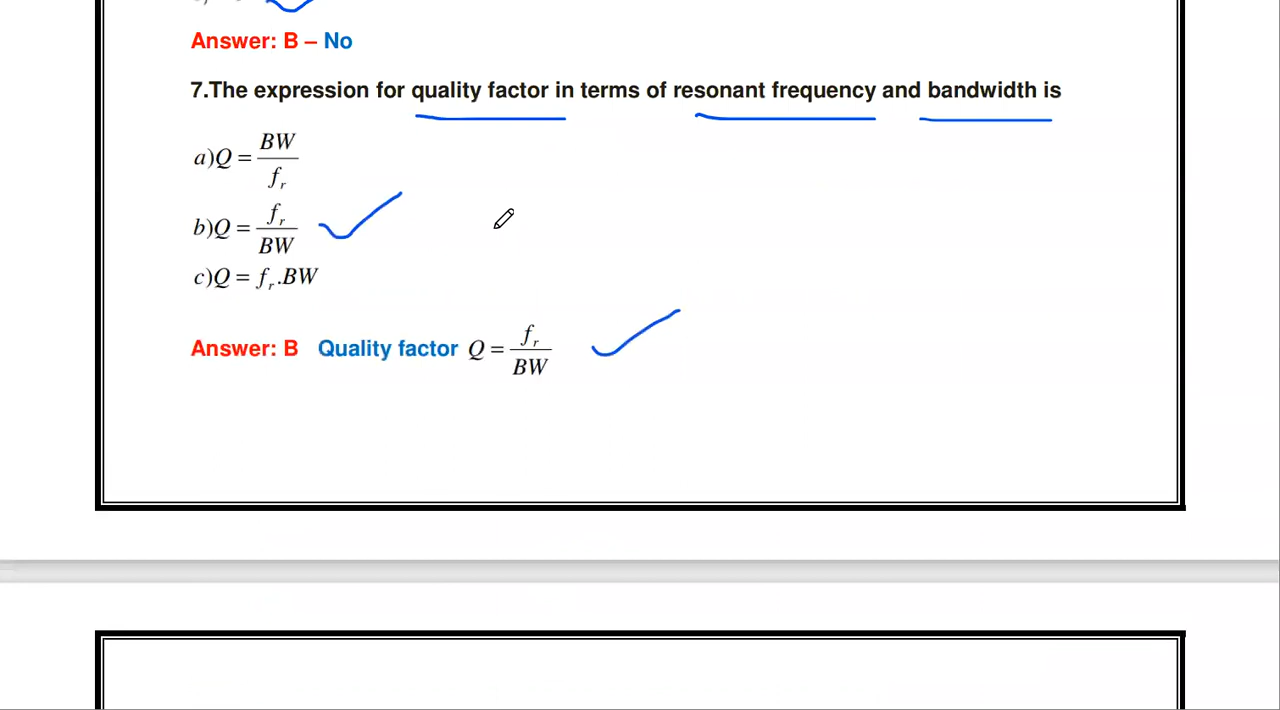 Answer: B – No
7.The expression for quality factor in terms of resonant frequency and bandwidth is
a)Q = BW / f_r
b)Q = f_r / BW
c)Q = f_r.BW
Answer: B Quality factor Q = f_r / BW